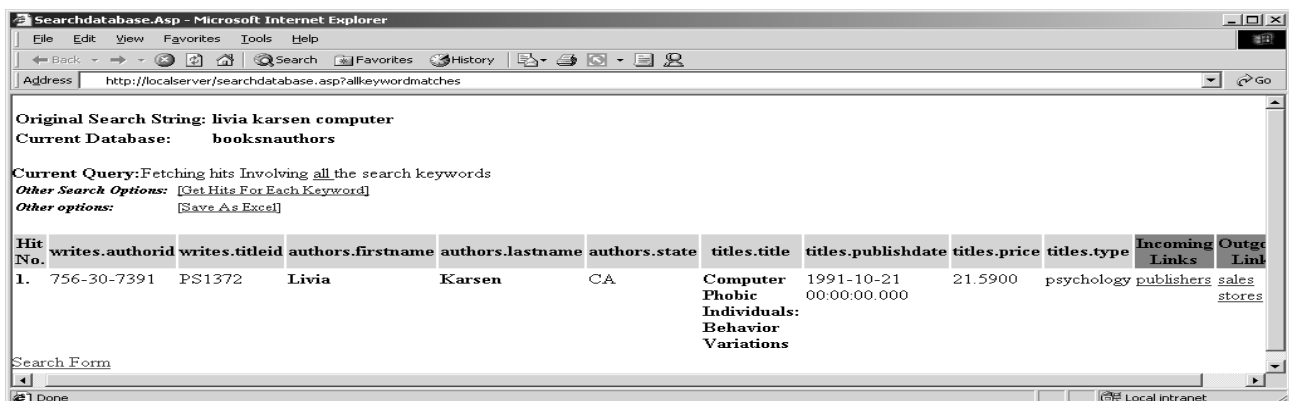 Searchdatabase.Asp - Microsoft Internet Explorer
File Edit View Favorites Tools Help
Back Search Favorites History
Address http://localserver/searchdatabase.asp?allkeywordmatches Go
Original Search String: livia karsen computer
Current Database: booksnauthors
Current Query:Fetching hits Involving all the search keywords
Other Search Options: [Get Hits For Each Keyword]
Other options: [Save As Excel]
Hit No. writes.authorid writes.titleid authors.firstname authors.lastname authors.state titles.title titles.publishdate titles.price titles.type Incoming Links Outgo Link
1. 756-30-7391 PS1372 Livia Karsen CA Computer 1991-10-21 21.5900 psychology publishers sales
Phobic 00:00:00.000 stores
Individuals:
Behavior
Variations
Search Form
Done Local intranet